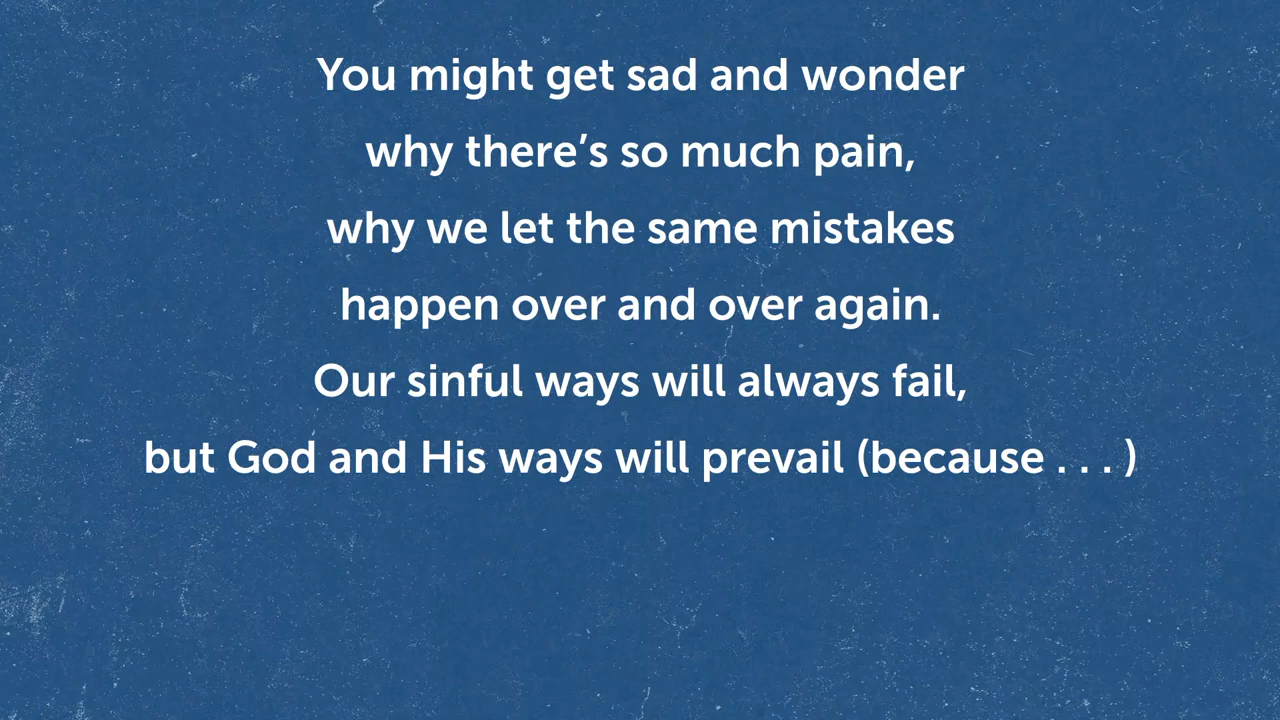 You might get sad and wonder
why there’s so much pain,
why we let the same mistakes
happen over and over again.
Our sinful ways will always fail,
but God and His ways will prevail (because . . . )